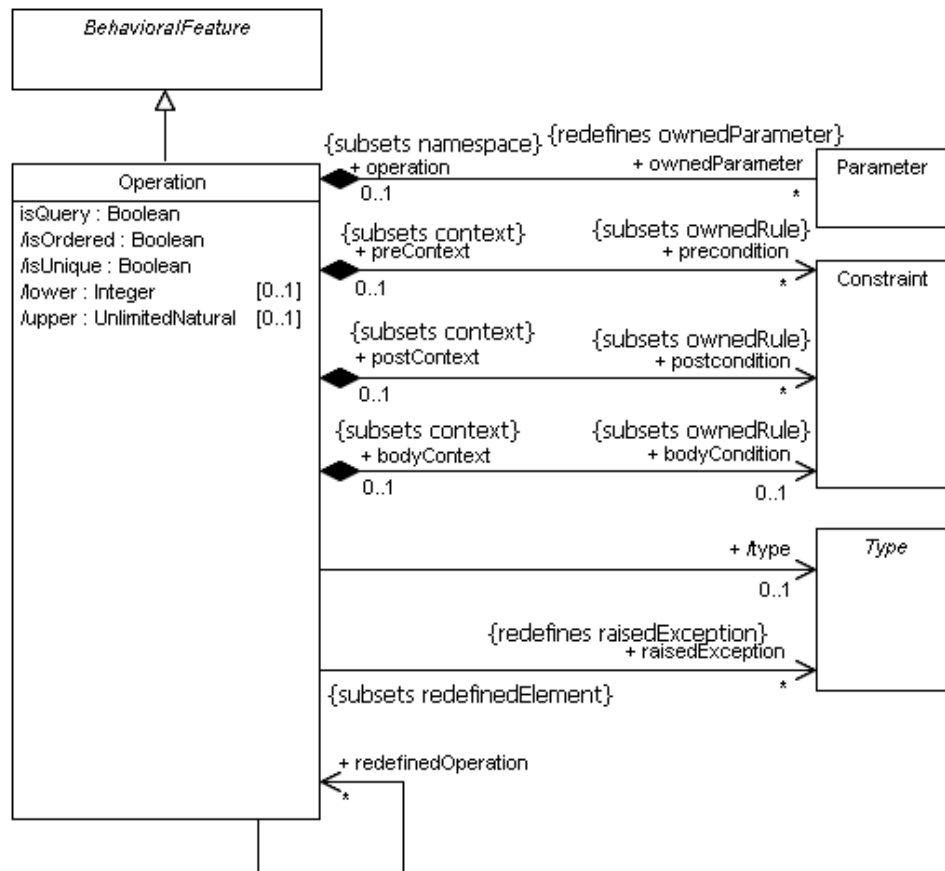 BehavioralFeature
{subsets namespace}
{redefines ownedParameter}
+ operation
+ ownedParameter
0..1
*
Parameter
Operation
isQuery : Boolean
/isOrdered : Boolean
/isUnique : Boolean
/lower : Integer [0..1]
/upper : UnlimitedNatural [0..1]
{subsets context}
{subsets ownedRule}
+ preContext
+ precondition
0..1
*
Constraint
{subsets context}
{subsets ownedRule}
+ postContext
+ postcondition
0..1
*
{subsets context}
{subsets ownedRule}
+ bodyContext
+ bodyCondition
0..1
0..1
+ /type
0..1
Type
{redefines raisedException}
+ raisedException
*
{subsets redefinedElement}
+ redefinedOperation
*